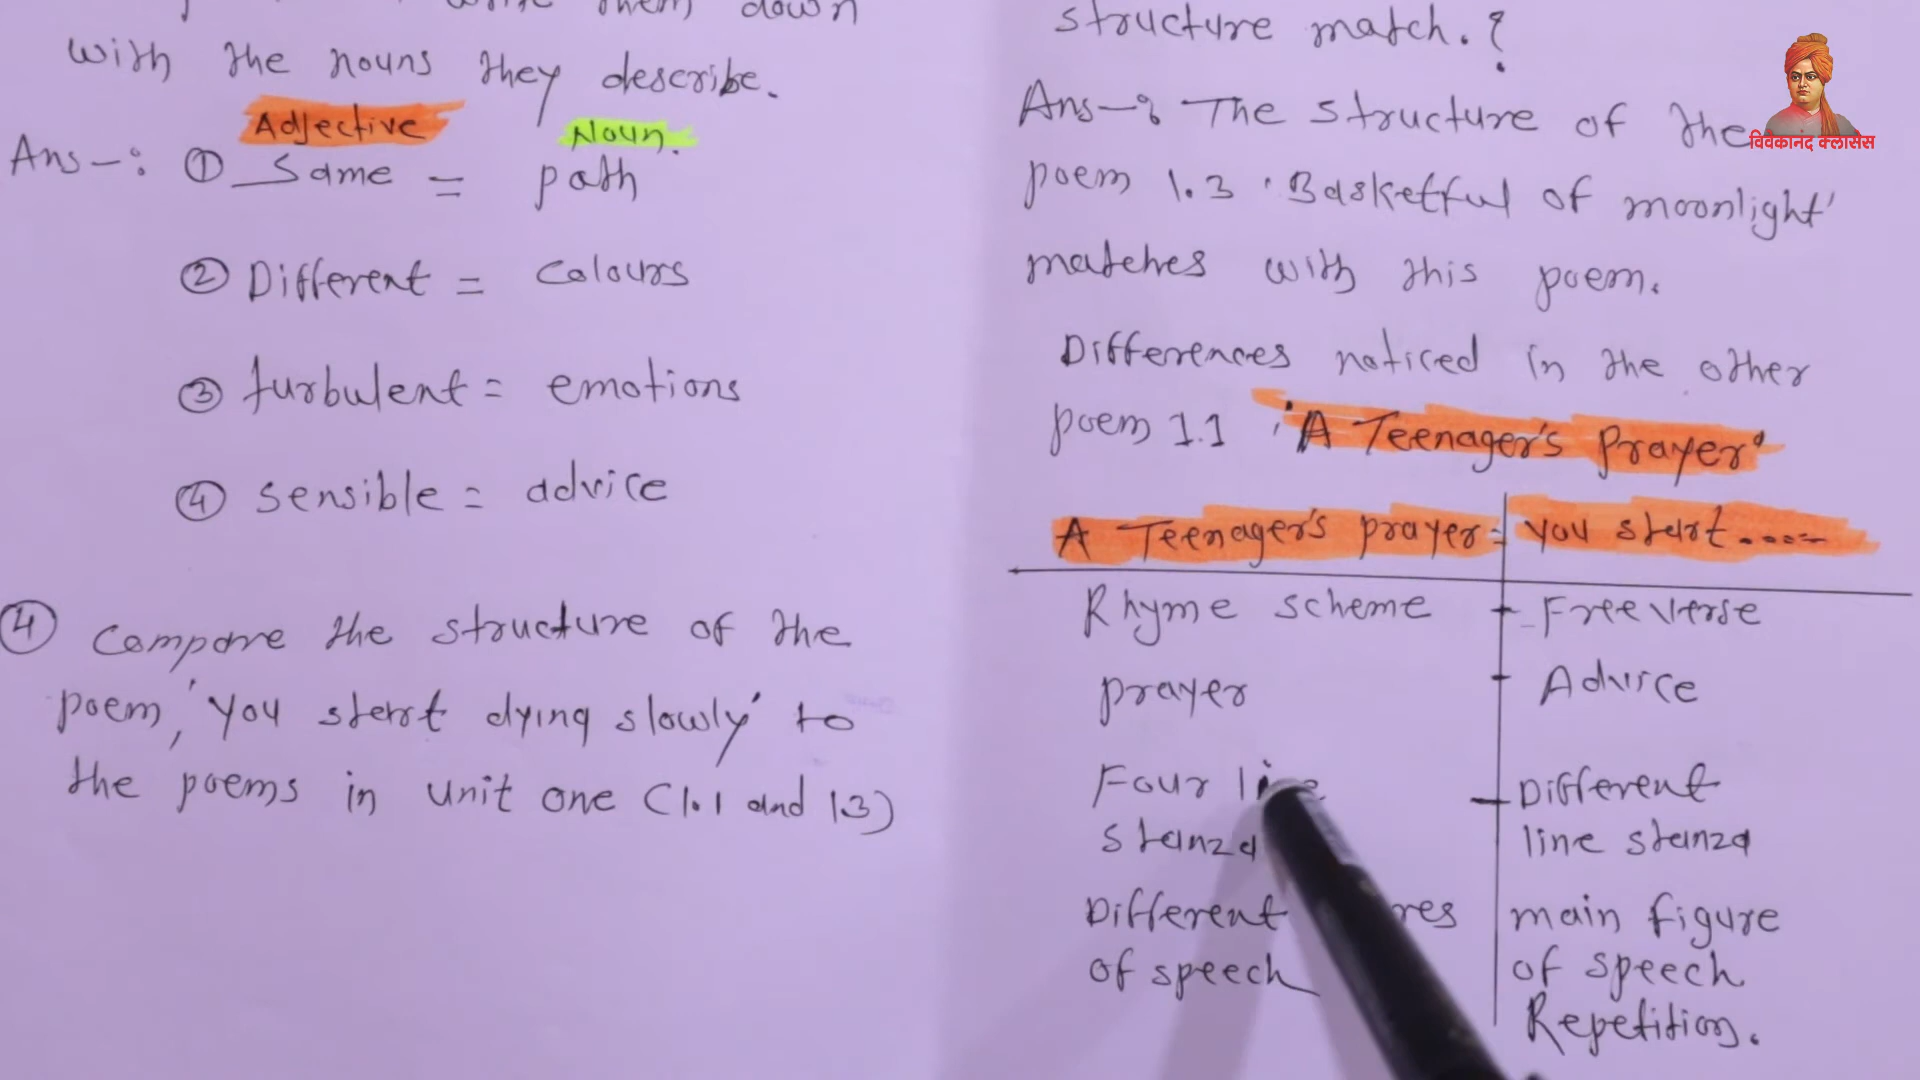 them down
with the nouns they describe.
Adjective Noun.
Ans-: ① Same = path
② Different = colours
③ turbulent = emotions
④ sensible = advice
④ Compare the structure of the
poem, 'you start dying slowly' to
the poems in unit one (1.1 and 1.3)
structure match.?
Ans-: The structure of the
poem 1.3 'Basketful of moonlight'
matches with this poem.
Differences noticed in the other
poem 1.1 'A Teenager's Prayer'
A Teenager's prayer = you start.....
Rhyme scheme - Free verse
prayer - Advice
Four line - Different
stanza line stanza
Different main figure
of speech of speech
Repetition.
विवेकानंद क्लासेस